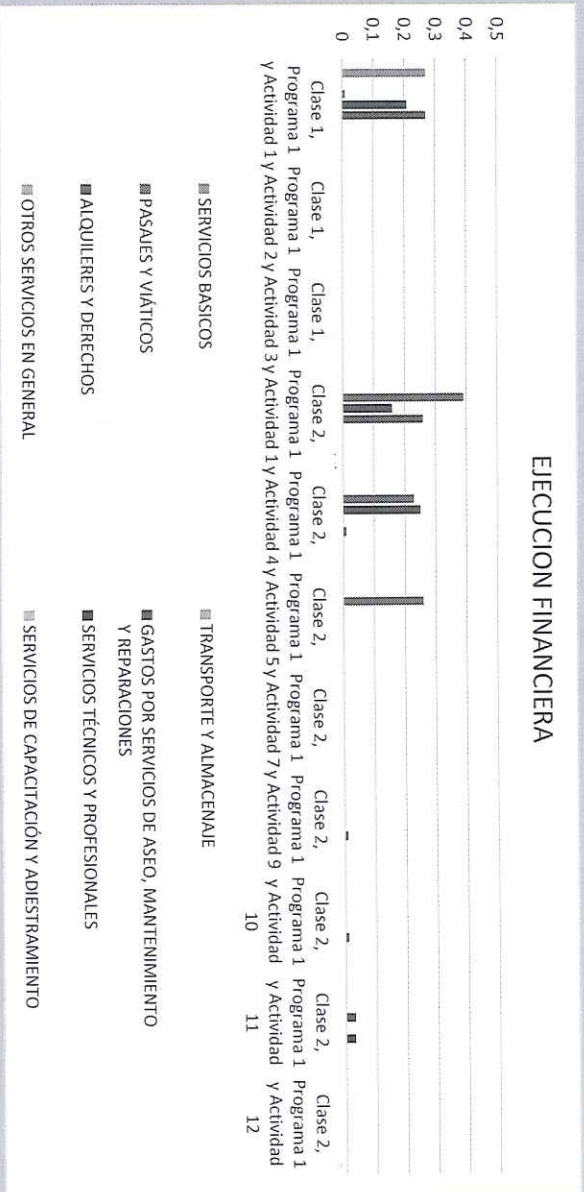 EJECUCION FINANCIERA
0,5
0,4
0,3
0,2
0,1
0
Clase 1, Clase 1, Clase 1, Clase 2, Clase 2, Clase 2, Clase 2, Clase 2, Clase 2, Clase 2, Clase 2,
Programa 1 Programa 1 Programa 1 Programa 1 Programa 1 Programa 1 Programa 1 Programa 1 Programa 1 Programa 1 Programa 1
y Actividad 1 y Actividad 2 y Actividad 3 y Actividad 1 y Actividad 4 y Actividad 5 y Actividad 7 y Actividad 9 y Actividad y Actividad y Actividad
10 11 12
SERVICIOS BASICOS
TRANSPORTE Y ALMACENAJE
PASAJES Y VIÁTICOS
GASTOS POR SERVICIOS DE ASEO, MANTENIMIENTO
Y REPARACIONES
ALQUILERES Y DERECHOS
SERVICIOS TÉCNICOS Y PROFESIONALES
OTROS SERVICIOS EN GENERAL
SERVICIOS DE CAPACITACIÓN Y ADIESTRAMIENTO